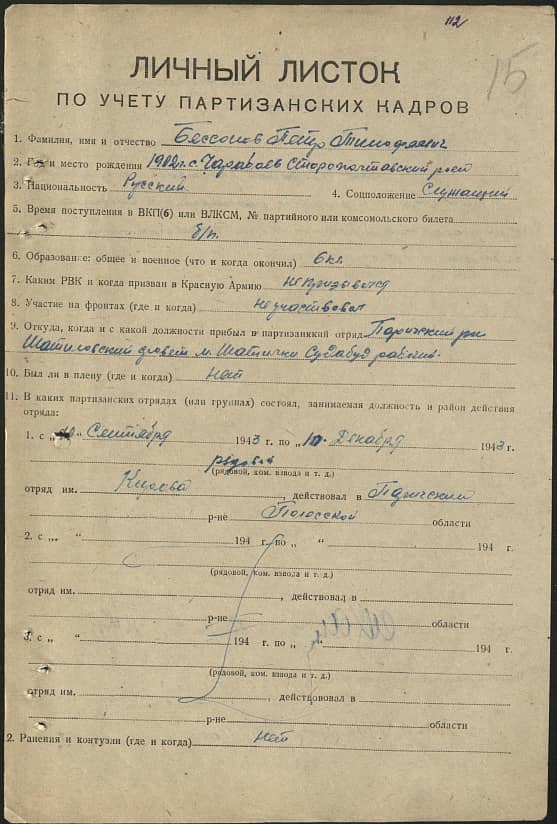 112
15
ЛИЧНЫЙ ЛИСТОК
ПО УЧЕТУ ПАРТИЗАНСКИХ КАДРОВ
1. Фамилия, имя и отчество Бессонов Петр Тимофеевич
2. Год и место рождения 1902 г. с.
3. Национальность Русский 4. Соцположение Служащий
5. Время поступления в ВКП(б) или ВЛКСМ, № партийного или комсомольского билета
б/п.
6. Образование: общее и военное (что и когда окончил) 6 кл.
7. Каким РВК и когда призван в Красную Армию не призывался
8. Участие на фронтах (где и когда) не участвовал
9. Откуда, когда и с какой должности прибыл в партизанккий отряд
10. Был ли в плену (где и когда) нет
11. В каких партизанских отрядах (или группах) состоял, занимаемая должность и район действия
отряда:
1. с „ “ Сентября 1943 г. по „10“ Декабря 1943 г.
рядовой
(рядовой, ком. взвода и т. д.)
отряд им. Кирова, действовал в Паричский
р-не Полесской области
2. с „ “ 194 г. по „ “ 194 г.
(рядовой, ком. взвода и т. д.)
отряд им. , действовал в
р-не области
3. с „ “ 194 г. по „ “ 194 г.
(рядовой, ком. взвода и т. д.)
отряд им. , действовал в
р-не области
2. Ранения и контузли (где и когда) нет